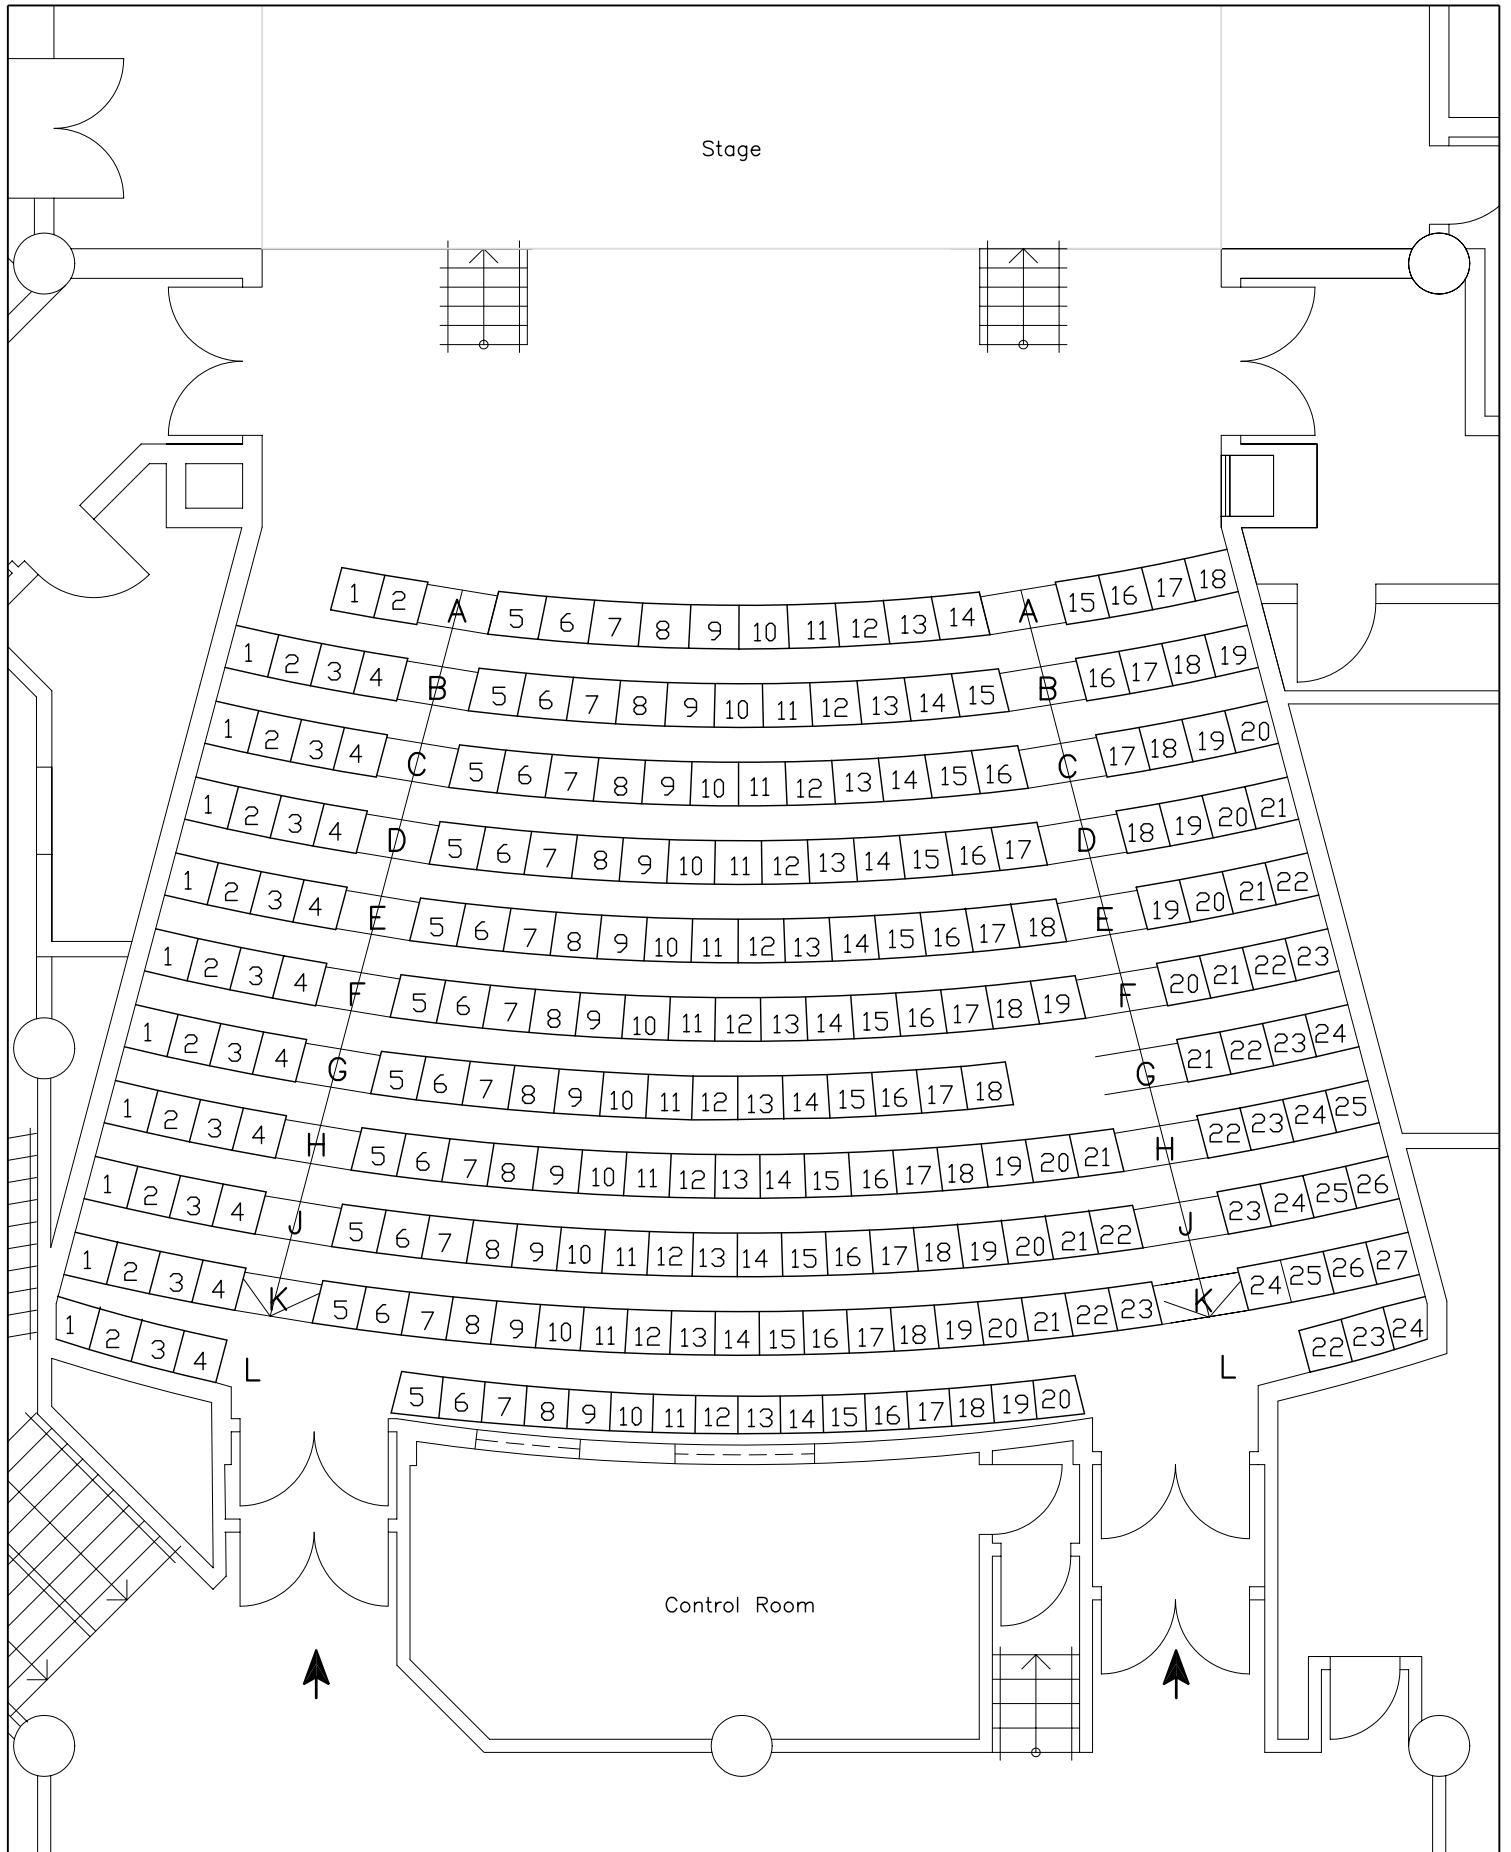 Stage
1 2 A 5 6 7 8 9 10 11 12 13 14 A 15 16 17 18
1 2 3 4 B 5 6 7 8 9 10 11 12 13 14 15 B 16 17 18 19
1 2 3 4 C 5 6 7 8 9 10 11 12 13 14 15 16 C 17 18 19 20
1 2 3 4 D 5 6 7 8 9 10 11 12 13 14 15 16 17 D 18 19 20 21
1 2 3 4 E 5 6 7 8 9 10 11 12 13 14 15 16 17 18 E 19 20 21 22
1 2 3 4 F 5 6 7 8 9 10 11 12 13 14 15 16 17 18 19 F 20 21 22 23
1 2 3 4 G 5 6 7 8 9 10 11 12 13 14 15 16 17 18 G 21 22 23 24
1 2 3 4 H 5 6 7 8 9 10 11 12 13 14 15 16 17 18 19 20 21 H 22 23 24 25
1 2 3 4 J 5 6 7 8 9 10 11 12 13 14 15 16 17 18 19 20 21 22 J 23 24 25 26
1 2 3 4 K 5 6 7 8 9 10 11 12 13 14 15 16 17 18 19 20 21 22 23 K 24 25 26 27
1 2 3 4 L 5 6 7 8 9 10 11 12 13 14 15 16 17 18 19 20 L 22 23 24
Control Room